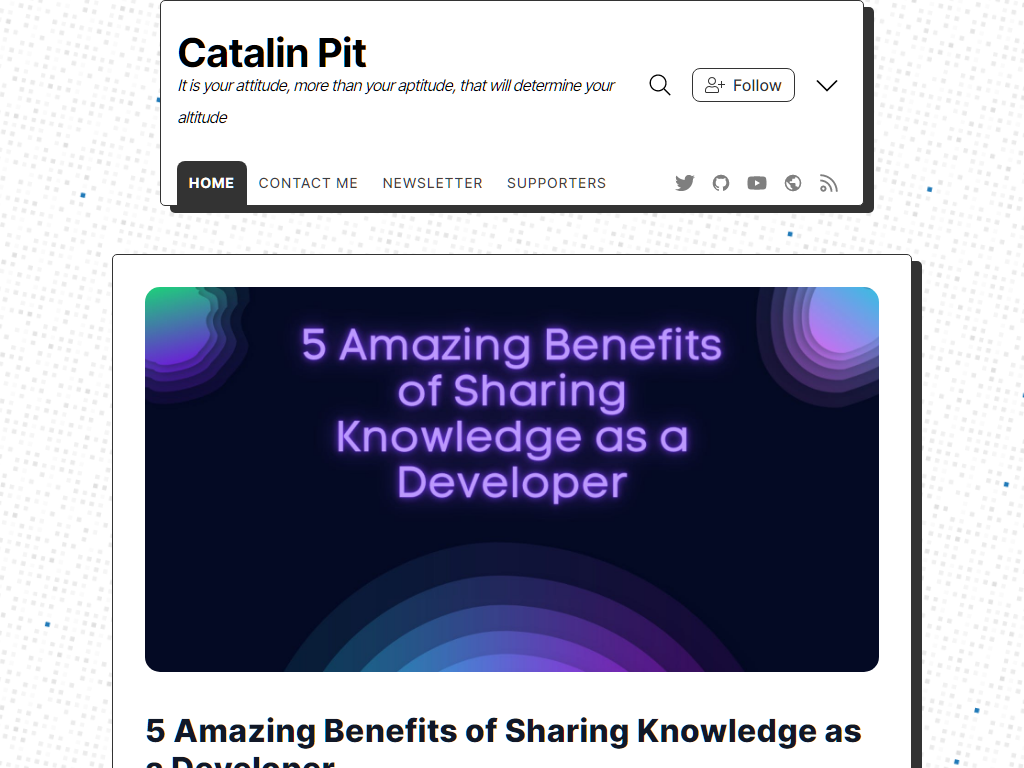 Catalin Pit
It is your attitude, more than your aptitude, that will determine your
altitude
Follow
HOME
CONTACT ME
NEWSLETTER
SUPPORTERS
5 Amazing Benefits
of Sharing
Knowledge as a
Developer
5 Amazing Benefits of Sharing Knowledge as
a Developer